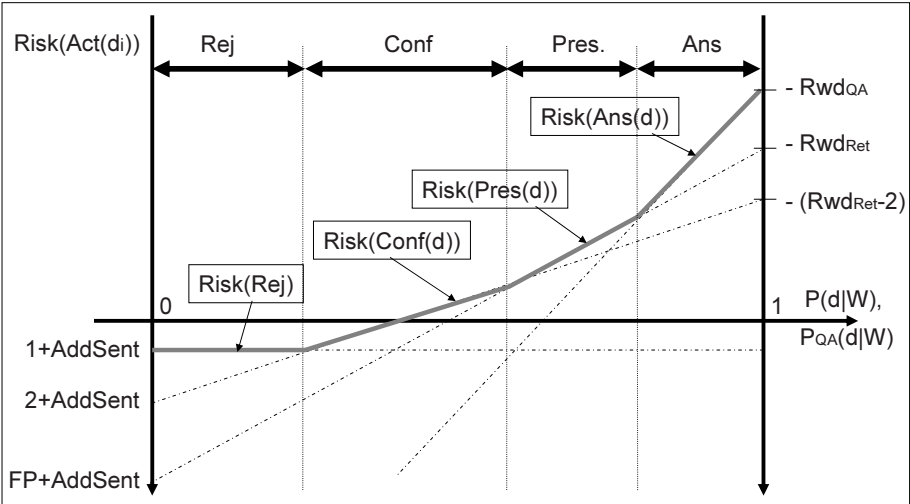 Risk(Act(di)) Rej Conf Pres. Ans
- RwdQA
Risk(Ans(d))
- RwdRet
Risk(Pres(d))
- (RwdRet-2)
Risk(Conf(d))
Risk(Rej)
0 1 P(d|W),
PQA(d|W)
1+AddSent
2+AddSent
FP+AddSent